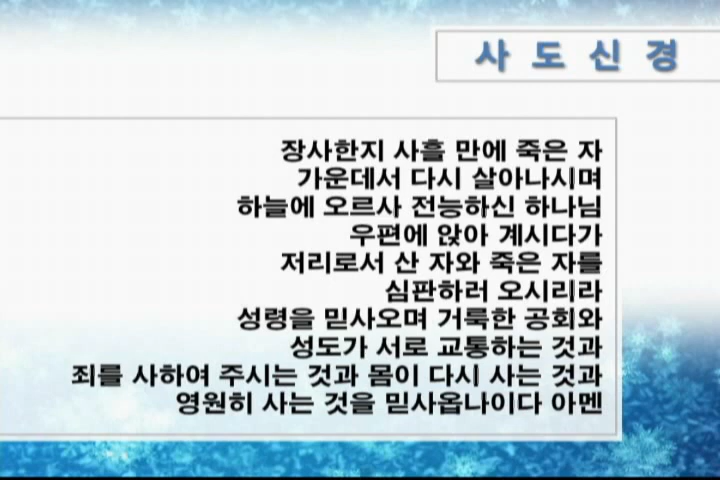 사 도 신 경
장사한지 사흘 만에 죽은 자
가운데서 다시 살아나시며
하늘에 오르사 전능하신 하나님
우편에 앉아 계시다가
저리로서 산 자와 죽은 자를
심판하러 오시리라
성령을 믿사오며 거룩한 공회와
성도가 서로 교통하는 것과
죄를 사하여 주시는 것과 몸이 다시 사는 것과
영원히 사는 것을 믿사옵나이다 아멘